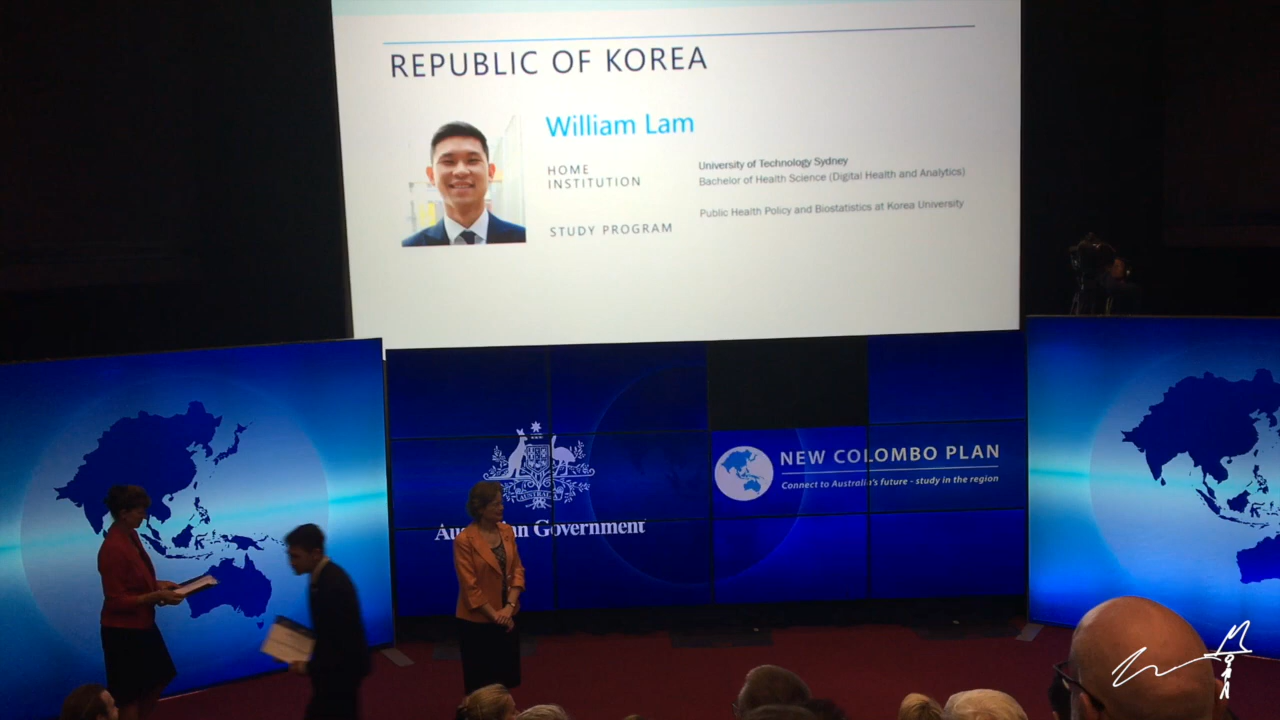 REPUBLIC OF KOREA
William Lam
HOME
INSTITUTION
University of Technology Sydney
Bachelor of Health Science (Digital Health and Analytics)
Public Health Policy and Biostatistics at Korea University
STUDY PROGRAM
AUSTRALIA
Australian Government
NEW COLOMBO PLAN
Connect to Australia's future - study in the region